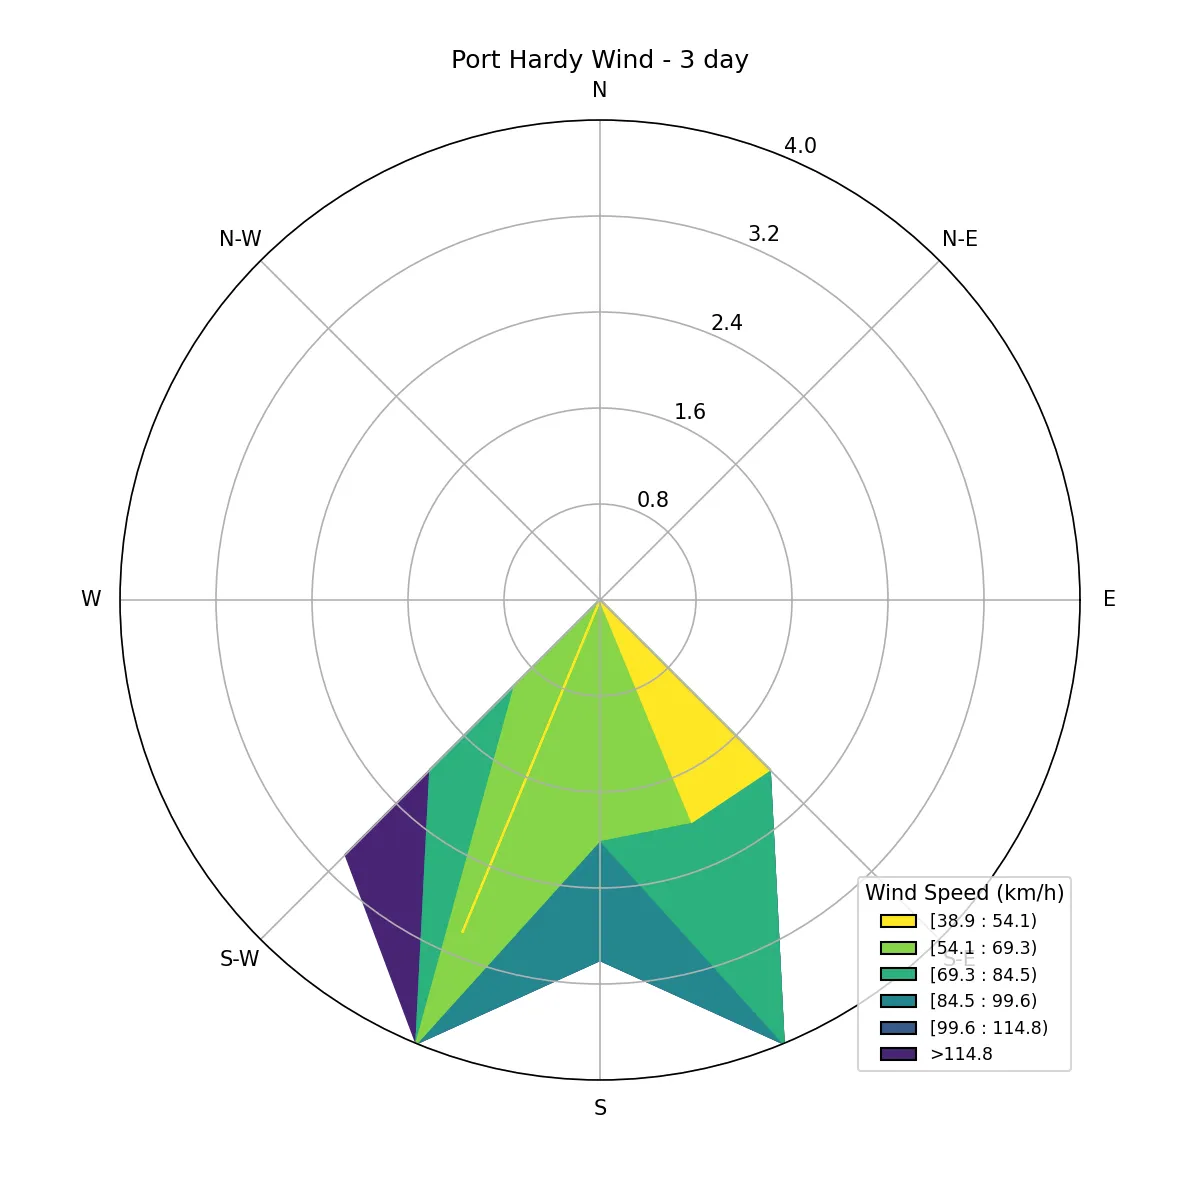 Port Hardy Wind - 3 day
N
4.0
N-W
3.2
N-E
2.4
1.6
0.8
W
E
S-W
S-E
Wind Speed (km/h)
[38.9 : 54.1)
[54.1 : 69.3)
[69.3 : 84.5)
[84.5 : 99.6)
[99.6 : 114.8)
>114.8
S